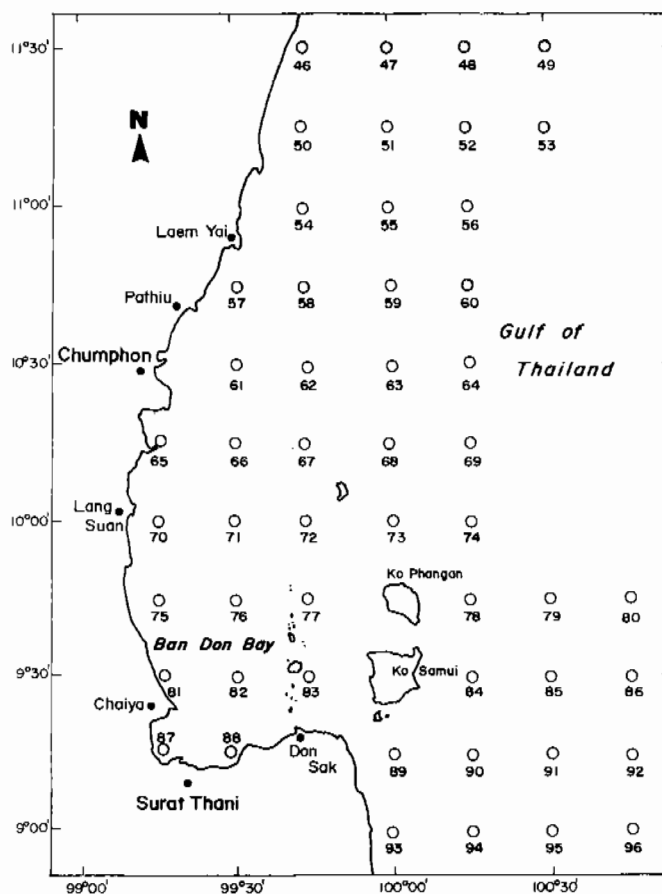 11°30'
46 47 48 49
N
50 51 52 53
11°00'
54 55 56
Laem Yai
57 58 59 60
Pathiu
Gulf of
Thailand
Chumphon
10°30'
61 62 63 64
65 66 67 68 69
Lang
Suan
10°00'
70 71 72 73 74
Ko Phangan
75 76 77 78 79 80
Ban Don Bay
Ko Samui
9°30'
81 82 83 84 85 86
Chaiya
87 88
Don
Sak
89 90 91 92
Surat Thani
9°00'
93 94 95 96
99°00' 99°30' 100°00' 100°30'